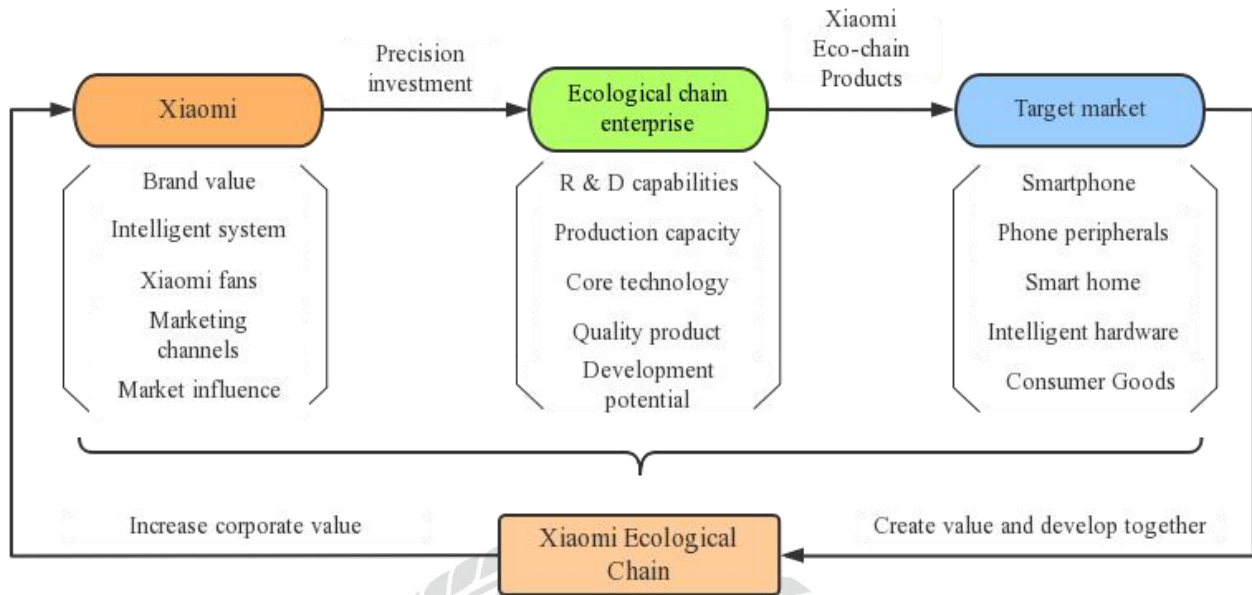 Precision
investment
Xiaomi
Eco-chain
Products
Xiaomi
Ecological chain
enterprise
Target market
Brand value
Intelligent system
Xiaomi fans
Marketing
channels
Market influence
R & D capabilities
Production capacity
Core technology
Quality product
Development
potential
Smartphone
Phone peripherals
Smart home
Intelligent hardware
Consumer Goods
Increase corporate value
Xiaomi Ecological
Chain
Create value and develop together